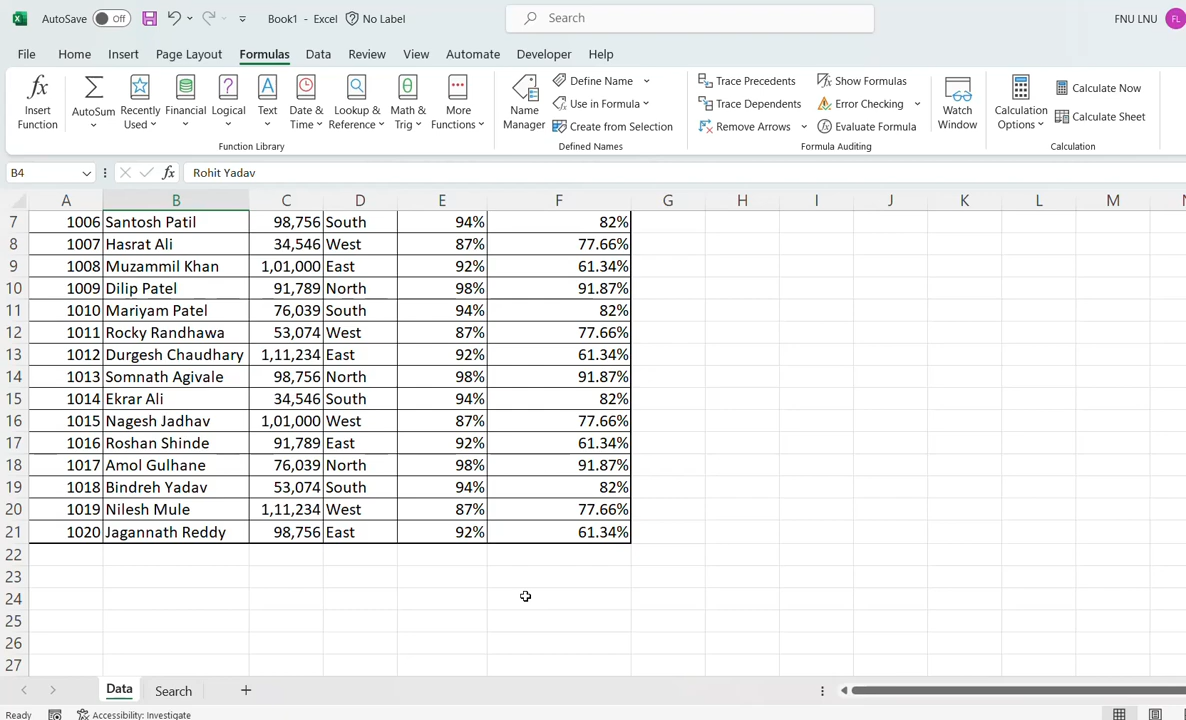 AutoSave Off Book1 - Excel No Label Search FNU LNU FL
File Home Insert Page Layout Formulas Data Review View Automate Developer Help
Insert Function AutoSum Recently Used Financial Logical Text Date & Time Lookup & Reference Math & Trig More Functions
Function Library
Name Manager
Define Name
Use in Formula
Create from Selection
Defined Names
Trace Precedents
Trace Dependents
Remove Arrows
Show Formulas
Error Checking
Evaluate Formula
Formula Auditing
Watch Window
Calculation Options
Calculate Now
Calculate Sheet
Calculation
B4 fx Rohit Yadav
A B C D E F G H I J K L M
7 1006 Santosh Patil 98,756 South 94% 82%
8 1007 Hasrat Ali 34,546 West 87% 77.66%
9 1008 Muzammil Khan 1,01,000 East 92% 61.34%
10 1009 Dilip Patel 91,789 North 98% 91.87%
11 1010 Mariyam Patel 76,039 South 94% 82%
12 1011 Rocky Randhawa 53,074 West 87% 77.66%
13 1012 Durgesh Chaudhary 1,11,234 East 92% 61.34%
14 1013 Somnath Agivale 98,756 North 98% 91.87%
15 1014 Ekrar Ali 34,546 South 94% 82%
16 1015 Nagesh Jadhav 1,01,000 West 87% 77.66%
17 1016 Roshan Shinde 91,789 East 92% 61.34%
18 1017 Amol Gulhane 76,039 North 98% 91.87%
19 1018 Bindreh Yadav 53,074 South 94% 82%
20 1019 Nilesh Mule 1,11,234 West 87% 77.66%
21 1020 Jagannath Reddy 98,756 East 92% 61.34%
22
23
24
25
26
27
Data Search
Ready Accessibility: Investigate